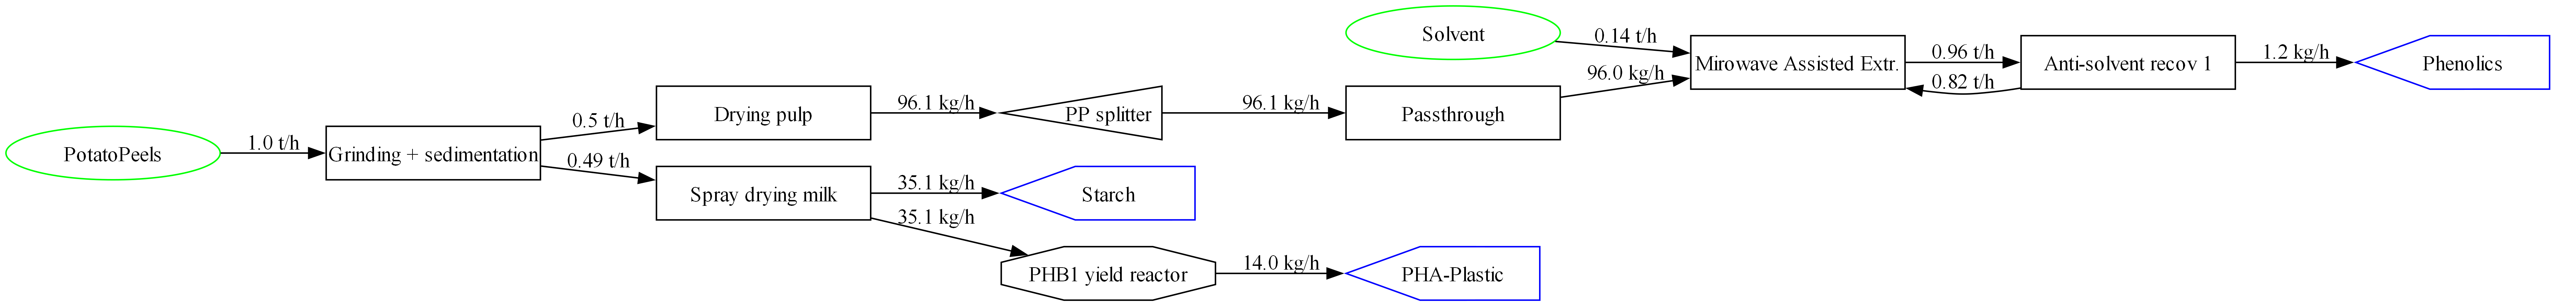 Solvent
0.14 t/h
Mirowave Assisted Extr.
0.96 t/h
0.82 t/h
Anti-solvent recov 1
1.2 kg/h
Phenolics
96.0 kg/h
0.5 t/h
Drying pulp
96.1 kg/h
PP splitter
96.1 kg/h
Passthrough
PotatoPeels
1.0 t/h
Grinding + sedimentation
0.49 t/h
Spray drying milk
35.1 kg/h
Starch
35.1 kg/h
PHB1 yield reactor
14.0 kg/h
PHA-Plastic